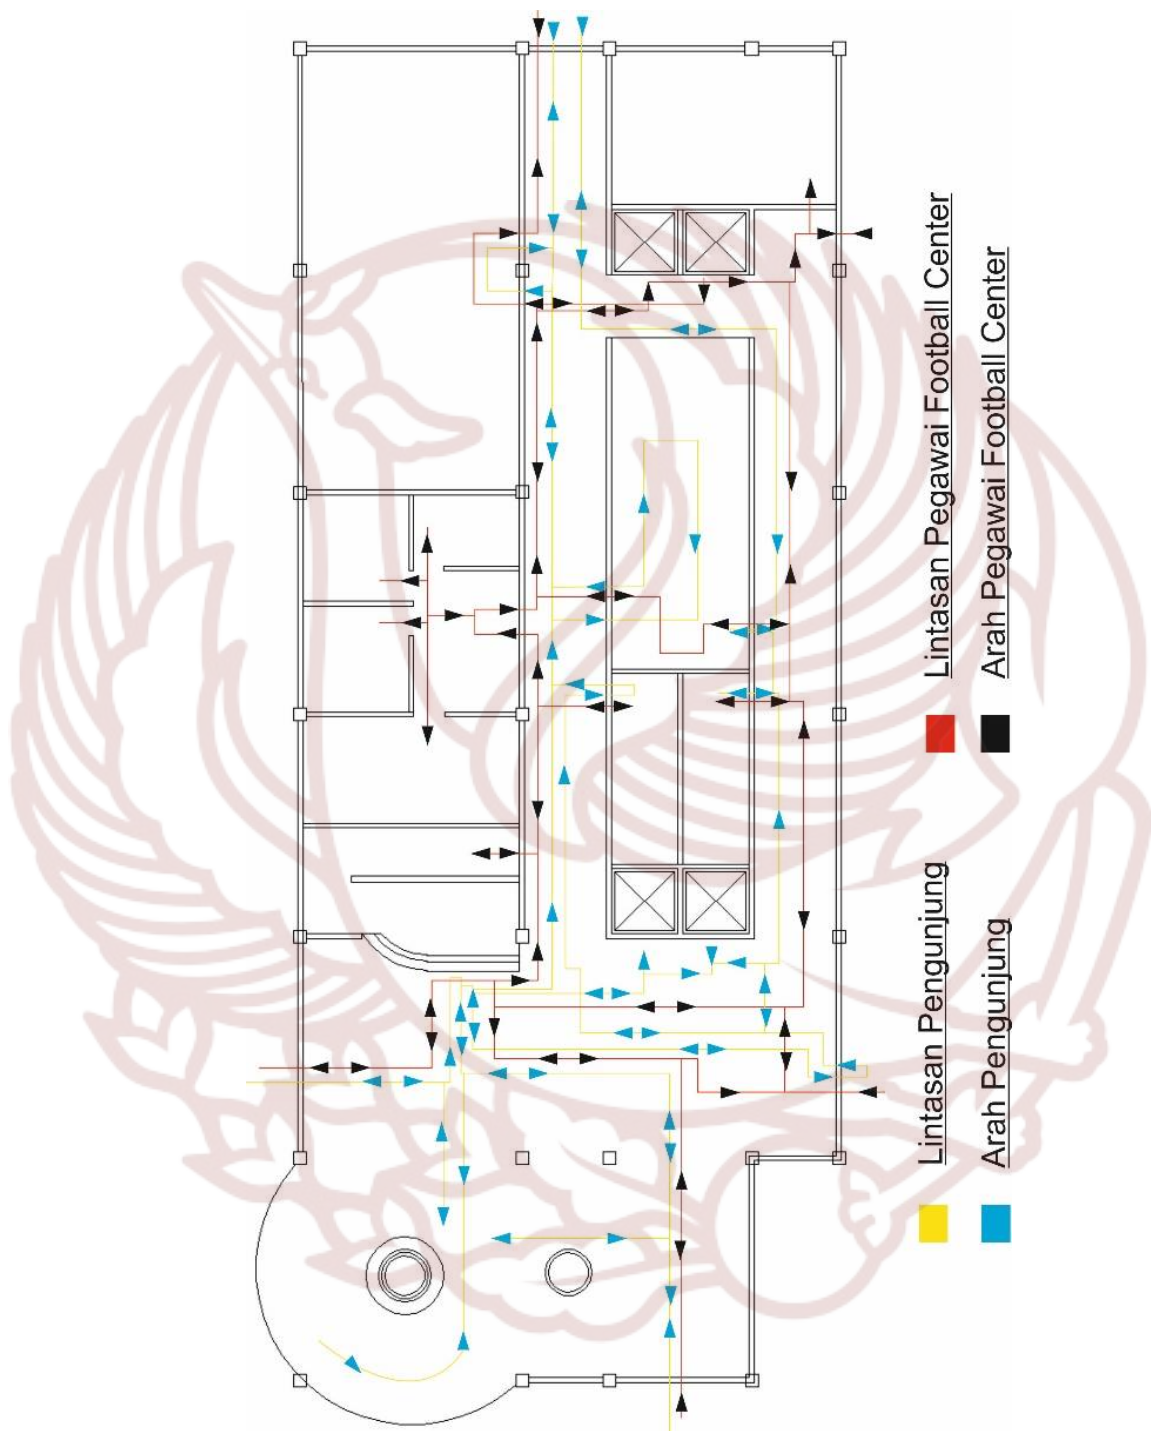 Lintasan Pengunjung
Arah Pengunjung
Lintasan Pegawai Football Center
Arah Pegawai Football Center